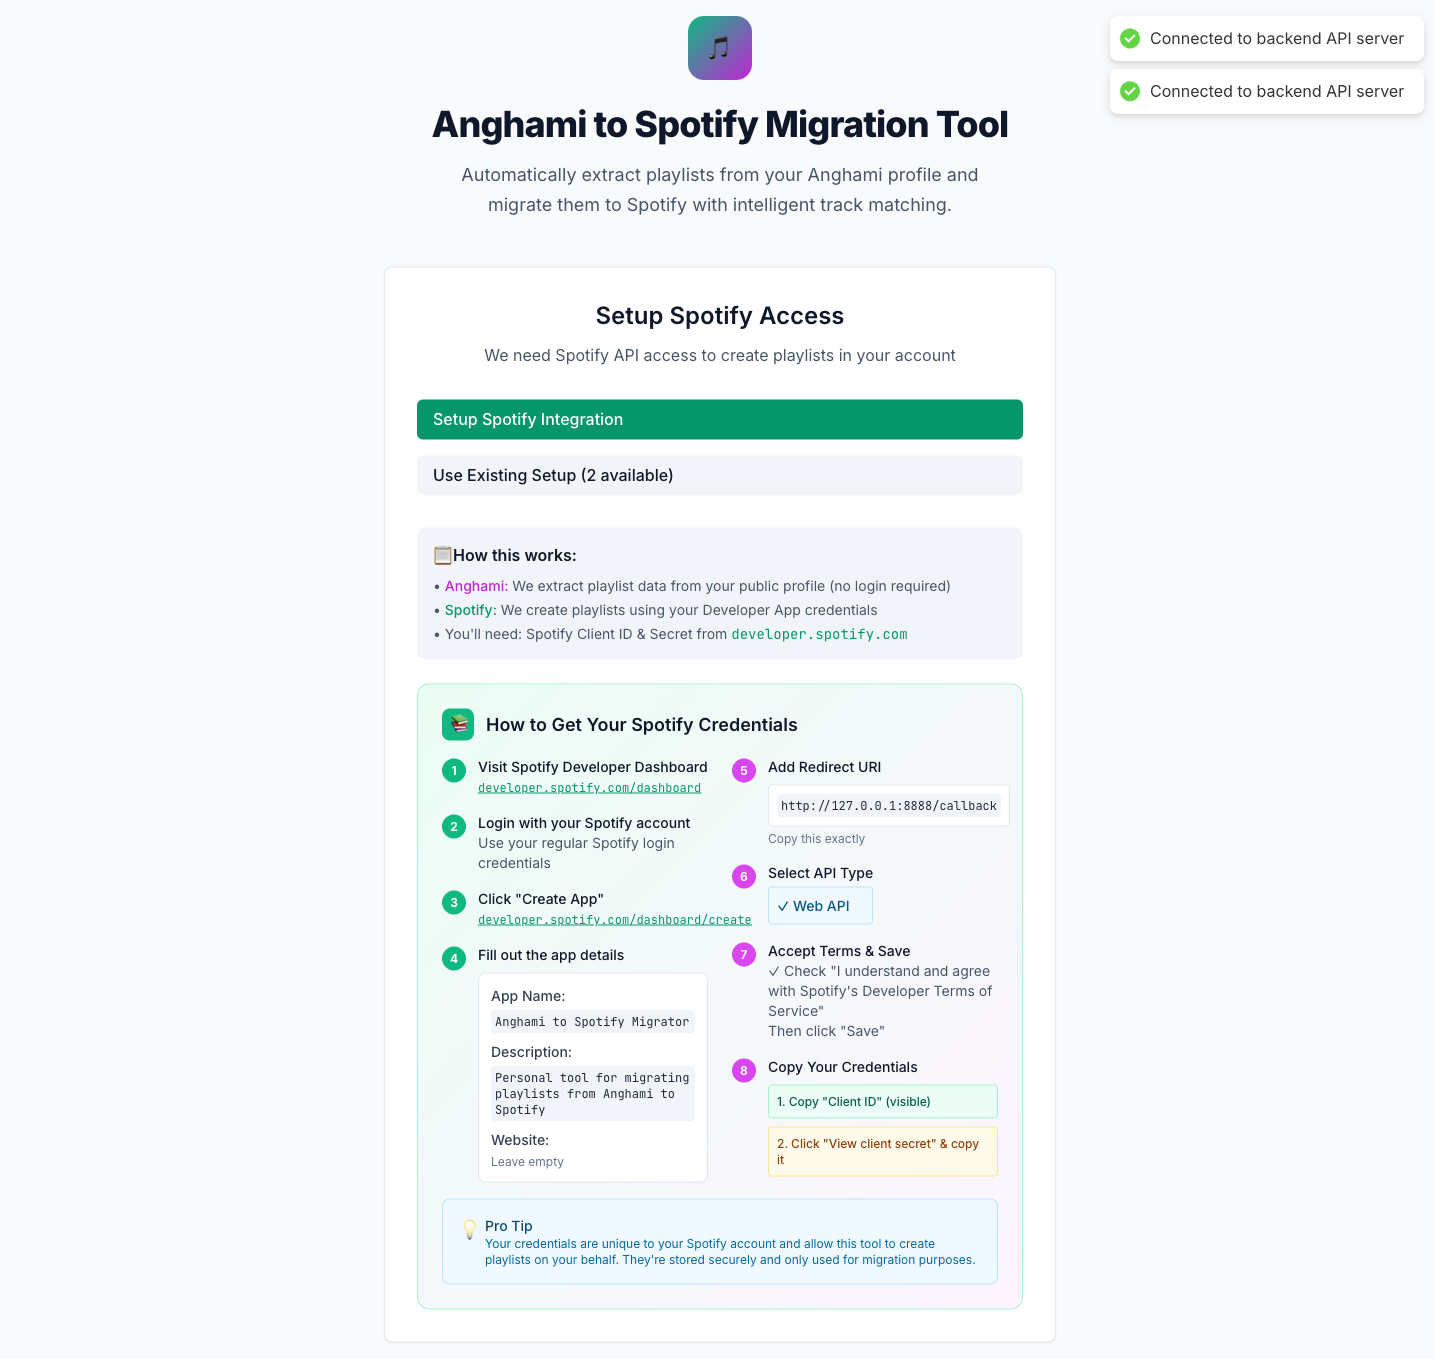 Connected to backend API server
Connected to backend API server
Anghami to Spotify Migration Tool
Automatically extract playlists from your Anghami profile and
migrate them to Spotify with intelligent track matching.
Setup Spotify Access
We need Spotify API access to create playlists in your account
Setup Spotify Integration
Use Existing Setup (2 available)
📋How this works:
• Anghami: We extract playlist data from your public profile (no login required)
• Spotify: We create playlists using your Developer App credentials
• You'll need: Spotify Client ID & Secret from developer.spotify.com
How to Get Your Spotify Credentials
1 Visit Spotify Developer Dashboard
developer.spotify.com/dashboard
2 Login with your Spotify account
Use your regular Spotify login
credentials
3 Click "Create App"
developer.spotify.com/dashboard/create
4 Fill out the app details
App Name:
Anghami to Spotify Migrator
Description:
Personal tool for migrating
playlists from Anghami to
Spotify
Website:
Leave empty
5 Add Redirect URI
http://127.0.0.1:8888/callback
Copy this exactly
6 Select API Type
✓ Web API
7 Accept Terms & Save
✓ Check "I understand and agree
with Spotify's Developer Terms of
Service"
Then click "Save"
8 Copy Your Credentials
1. Copy "Client ID" (visible)
2. Click "View client secret" & copy
it
Pro Tip
Your credentials are unique to your Spotify account and allow this tool to create
playlists on your behalf. They're stored securely and only used for migration purposes.